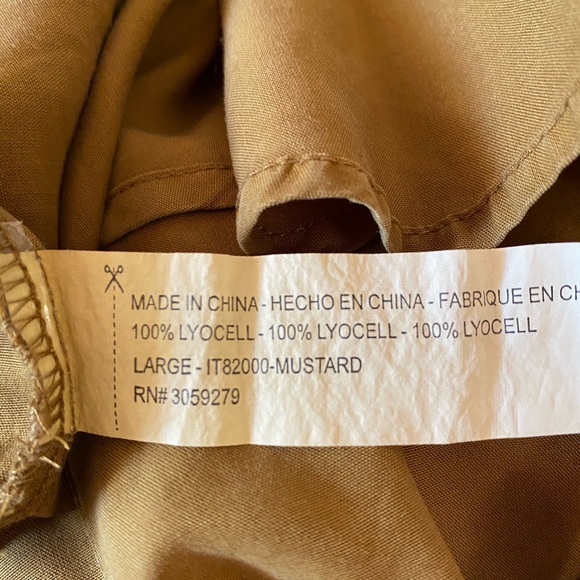 MADE IN CHINA - HECHO EN CHINA - FABRIQUE EN CH
100% LYOCELL - 100% LYOCELL - 100% LYOCELL
LARGE - IT82000-MUSTARD
RN# 3059279